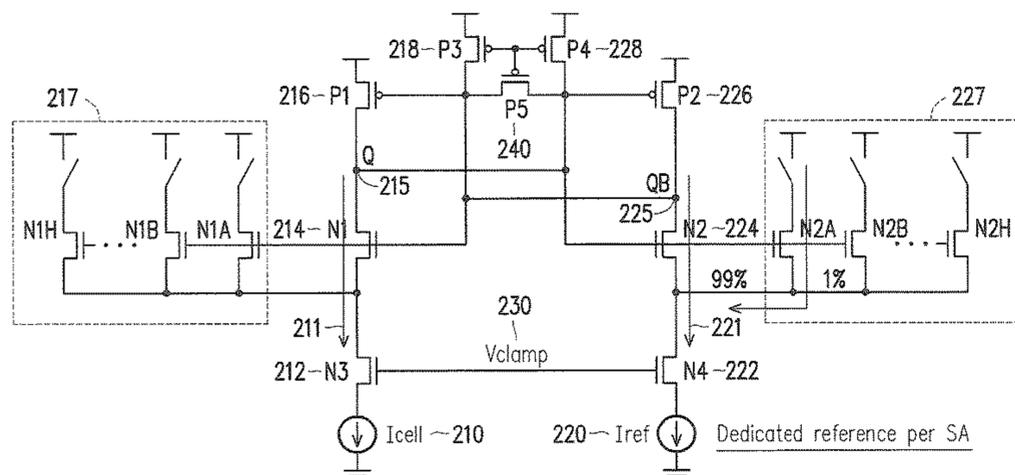 218 P3 P4 228
217 216 P1 P5 P2 226 227
240
Q
215
QB
225
N1H N1B N1A 214 N1 N2 224 N2A N2B N2H
99% 1%
211 230 221
Vclamp
212 N3 N4 222
Icell 210 220 Iref Dedicated reference per SA